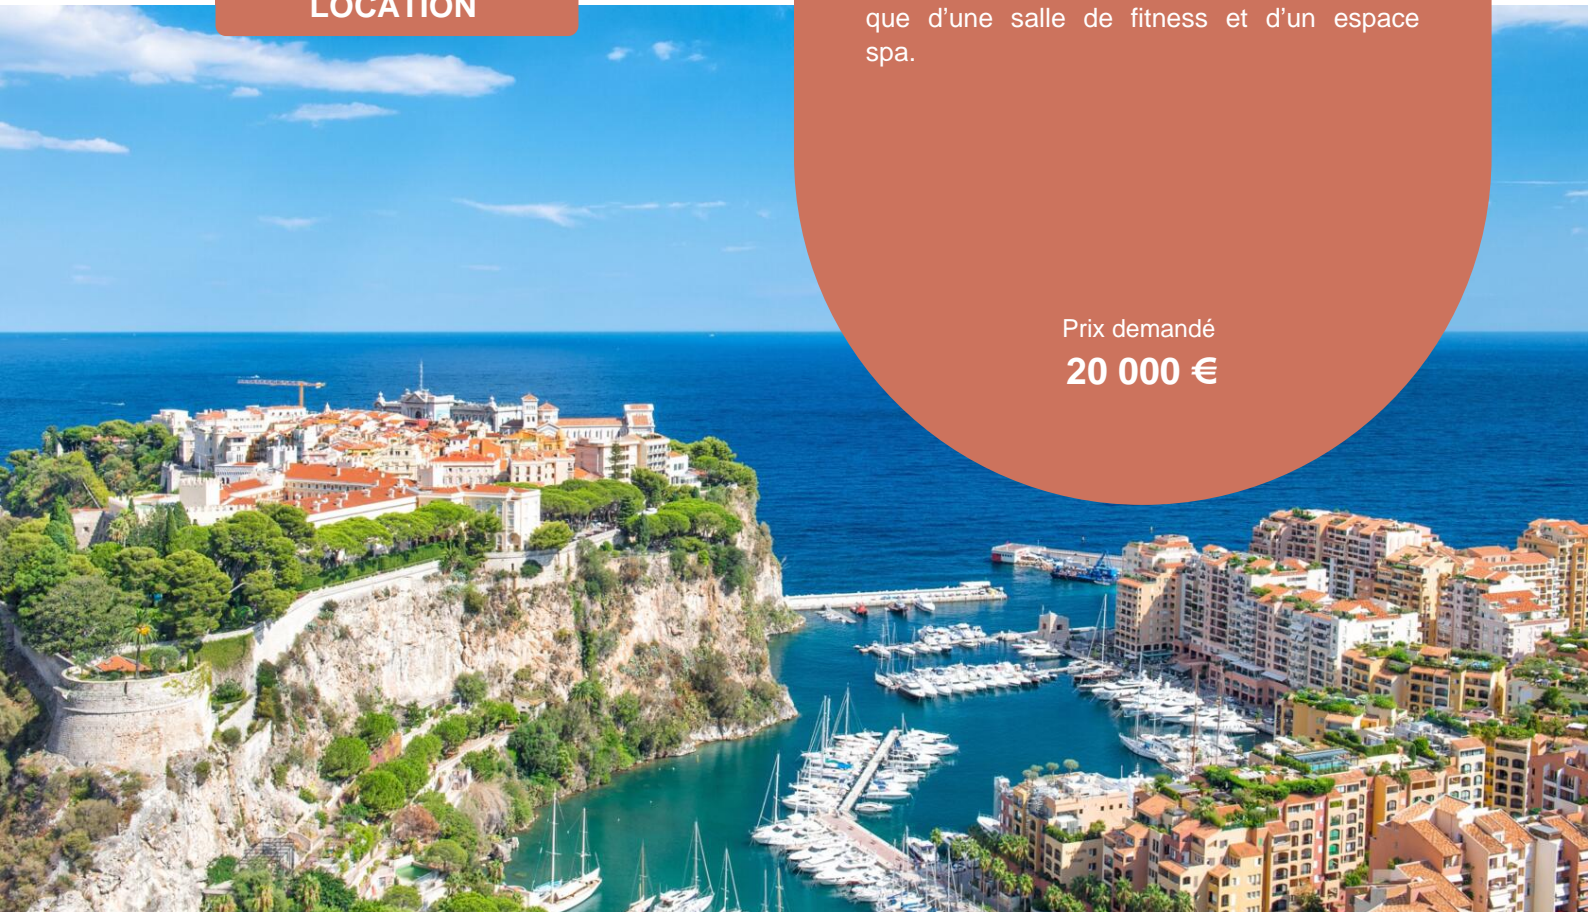 LOCATION
que d'une salle de fitness et d'un espace
spa.
Prix demandé
20 000 €